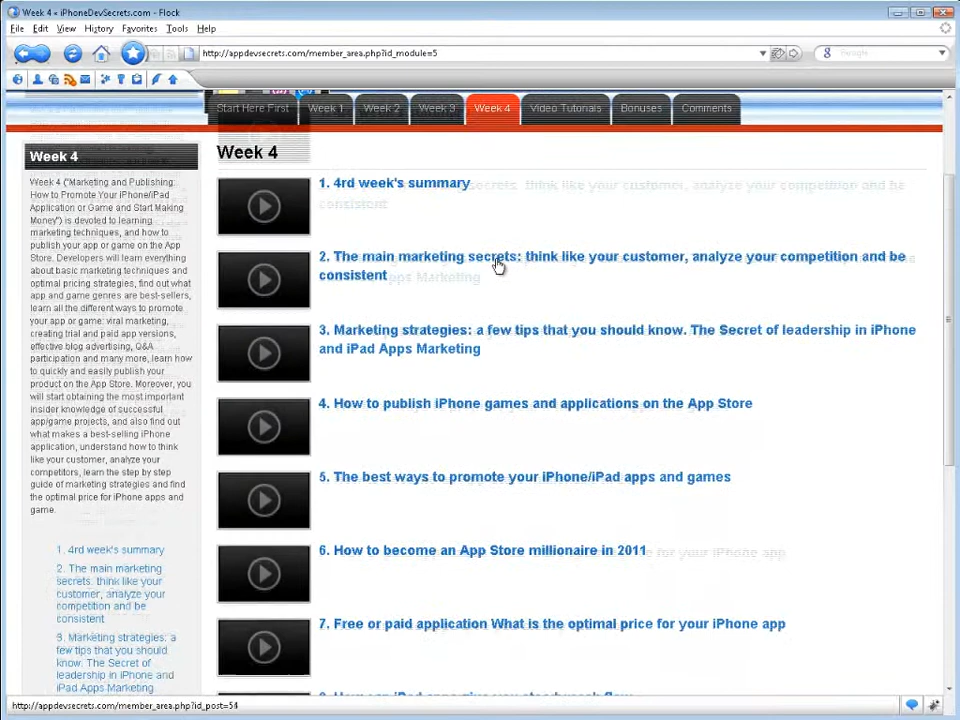 Week 4 « iPhoneDevSecrets.com - Flock
File Edit View History Favorites Tools Help
http://appdevsecrets.com/member_area.php?id_module=5
Google
Start Here First Week 1 Week 2 Week 3 Week 4 Video Tutorials Bonuses Comments
Week 4
Week 4 ("Marketing and Publishing:
How to Promote Your iPhone/iPad
Application or Game and Start Making
Money") is devoted to learning
marketing techniques, and how to
publish your app or game on the App
Store. Developers will learn everything
about basic marketing techniques and
optimal pricing strategies, find out what
app and game genres are best-sellers,
learn all the different ways to promote
your app or game: viral marketing,
creating trial and paid app versions,
effective blog advertising, Q&A
participation and many more, learn how
to quickly and easily publish your
product on the App Store. Moreover, you
will start obtaining the most important
insider knowledge of successful
app/game projects, and also find out
what makes a best-selling iPhone
application, understand how to think
like your customer, analyze your
competitors, learn the step by step
guide of marketing strategies and find
the optimal price for iPhone apps and
game.
1. 4rd week's summary
2. The main marketing
secrets: think like your
customer, analyze your
competition and be
consistent
3. Marketing strategies: a
few tips that you should
know. The Secret of
leadership in iPhone and
iPad Apps Marketing
Week 4
1. 4rd week's summary
2. The main marketing secrets: think like your customer, analyze your competition and be
consistent
3. Marketing strategies: a few tips that you should know. The Secret of leadership in iPhone
and iPad Apps Marketing
4. How to publish iPhone games and applications on the App Store
5. The best ways to promote your iPhone/iPad apps and games
6. How to become an App Store millionaire in 2011
7. Free or paid application What is the optimal price for your iPhone app
http://appdevsecrets.com/member_area.php?id_post=54